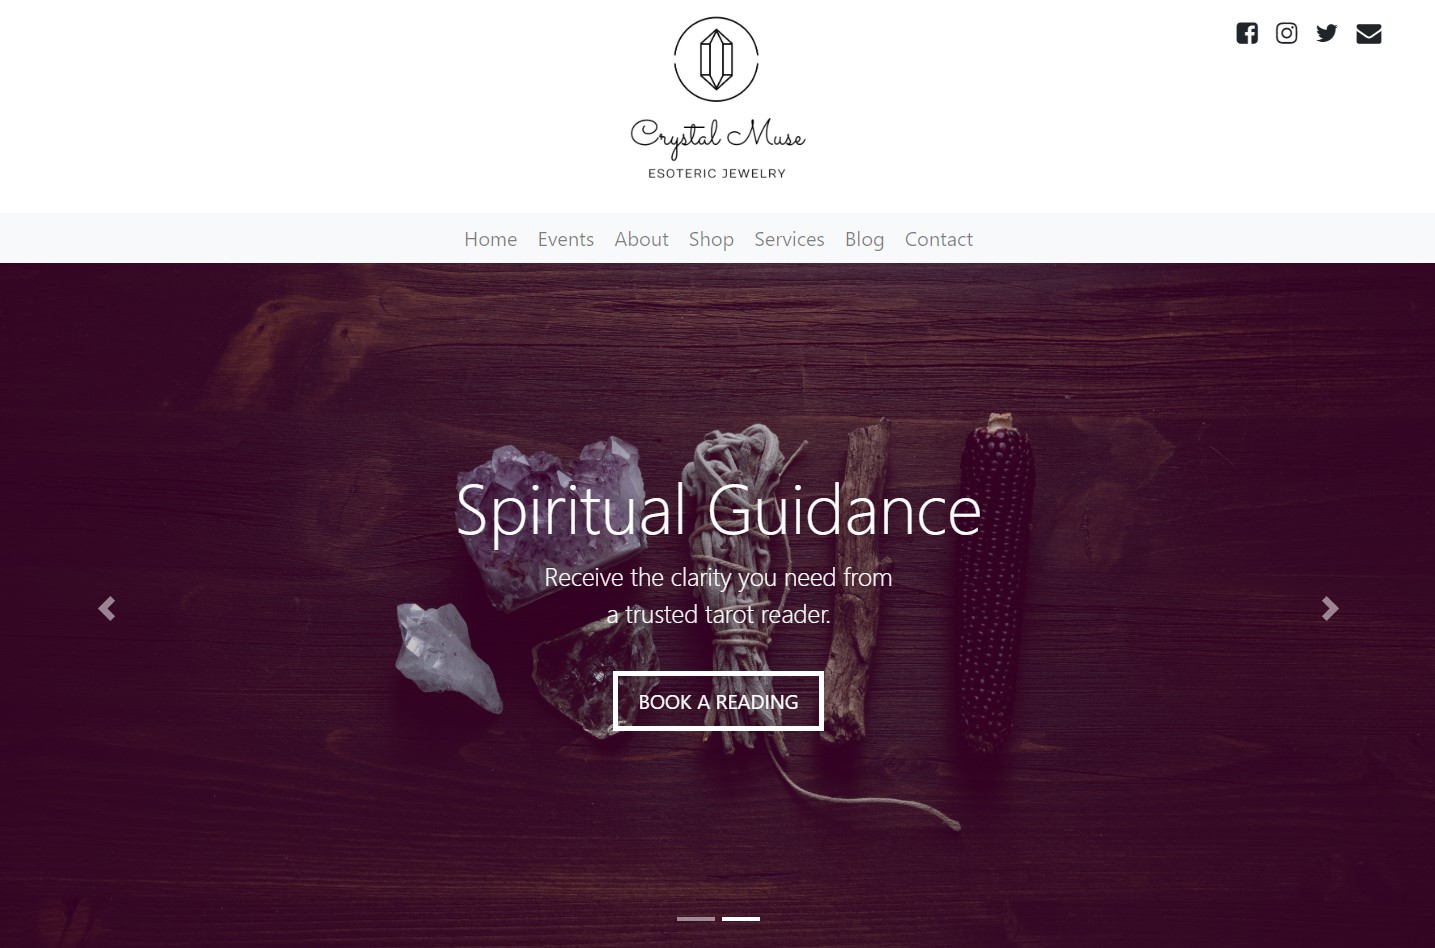 Crystal Muse
ESOTERIC JEWELRY
Home Events About Shop Services Blog Contact
Spiritual Guidance
Receive the clarity you need from
a trusted tarot reader.
BOOK A READING